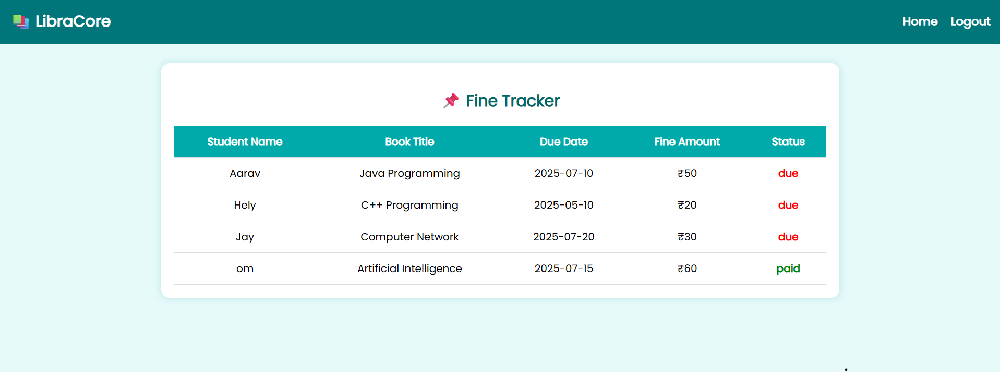 LibraCore Home Logout
Fine Tracker
Student Name Book Title Due Date Fine Amount Status
Aarav Java Programming 2025-07-10 ₹50 due
Hely C++ Programming 2025-05-10 ₹20 due
Jay Computer Network 2025-07-20 ₹30 due
om Artificial Intelligence 2025-07-15 ₹60 paid